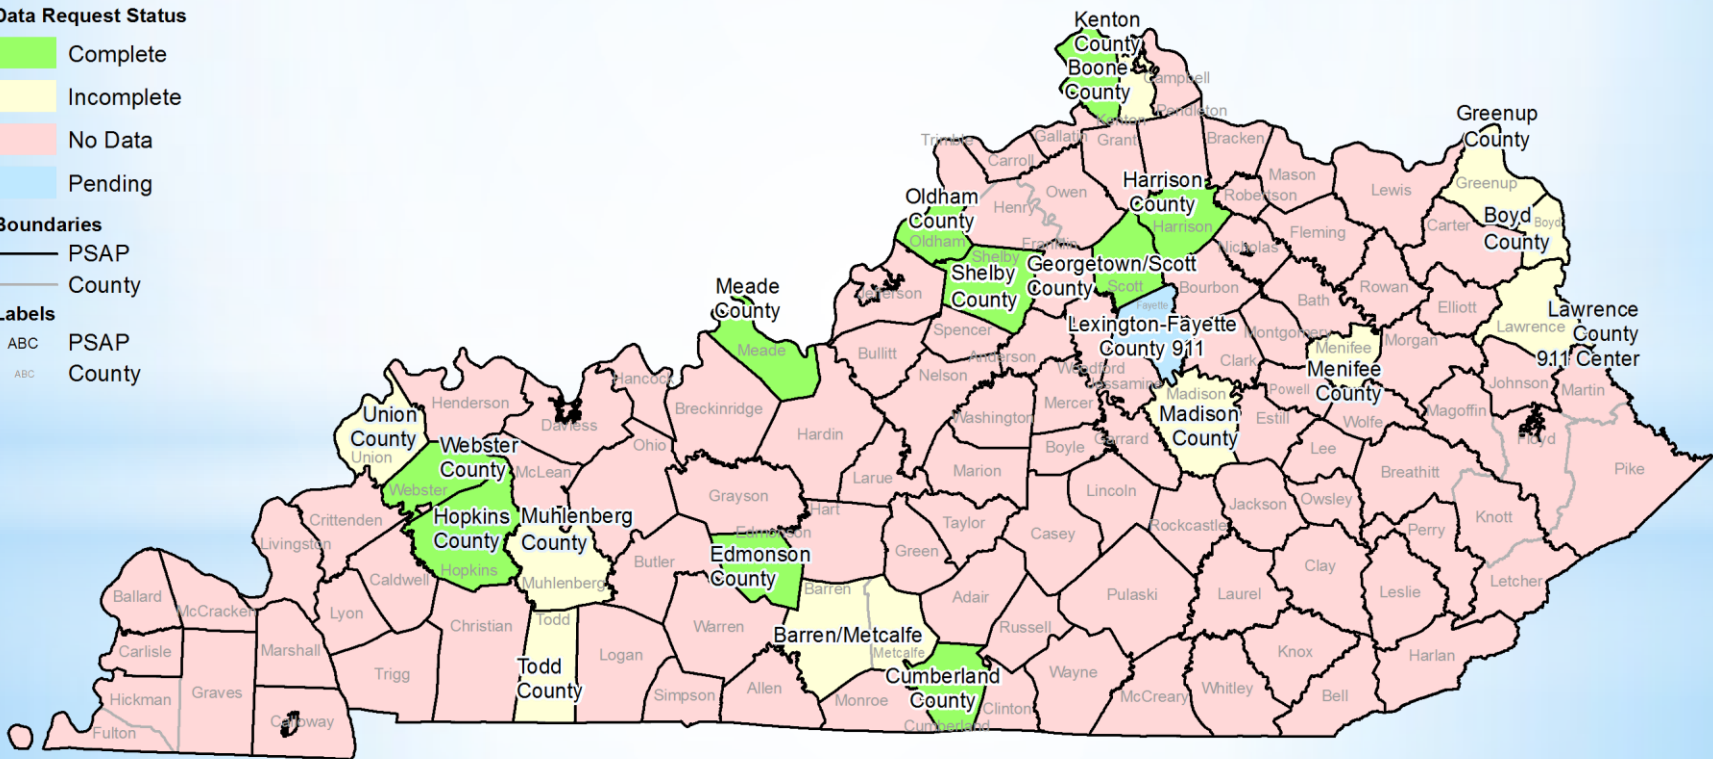 Data Request Status
Complete
Incomplete
No Data
Pending
Boundaries
PSAP
County
Labels
ABC PSAP
ABC County
Kenton
County
Boone
County
Campbell
Kenton
Pendleton
Greenup
County
Trimble
Gallatin
Grant
Bracken
Carroll
Mason
Lewis
Greenup
Harrison
County
Owen
Robertson
Oldham
County
Henry
Boyd
County
Boyd
Harrison
Fleming
Carter
Oldham
Franklin
Nicholas
Shelby
Shelby
County
Georgetown/Scott
County
Scott
Bourbon
Rowan
Meade
County
Jefferson
Bath
Elliott
Fayette
Lawrence
County
911 Center
Lawrence
Lexington-Fayette
County 911
Spencer
Montgomery
Morgan
Menifee
Menifee
County
Meade
Bullitt
Anderson
Woodford
Clark
Nelson
Jessamine
Hancock
Powell
Johnson
Martin
Madison
Madison
County
Henderson
Breckinridge
Mercer
Magoffin
Union
County
Union
Daviess
Washington
Estill
Wolfe
Floyd
Webster
County
Ohio
Hardin
Boyle
Garrard
Lee
Pike
McLean
Larue
Marion
Breathitt
Webster
Grayson
Lincoln
Jackson
Owsley
Hopkins
County
Muhlenberg
County
Crittenden
Hart
Taylor
Rockcastle
Knott
Livingston
Edmonson
Edmonson
County
Casey
Perry
Green
Butler
Hopkins
Caldwell
Muhlenberg
Clay
Letcher
Ballard
Barren
Adair
Pulaski
Laurel
Leslie
McCracken
Lyon
Todd
Christian
Warren
Russell
Barren/Metcalfe
Metcalfe
Carlisle
Marshall
Logan
Knox
Harlan
Todd
County
Trigg
Cumberland
County
Wayne
Hickman
Graves
Simpson
Allen
Monroe
McCreary
Whitley
Bell
Clinton
Calloway
Fulton
Cumberland